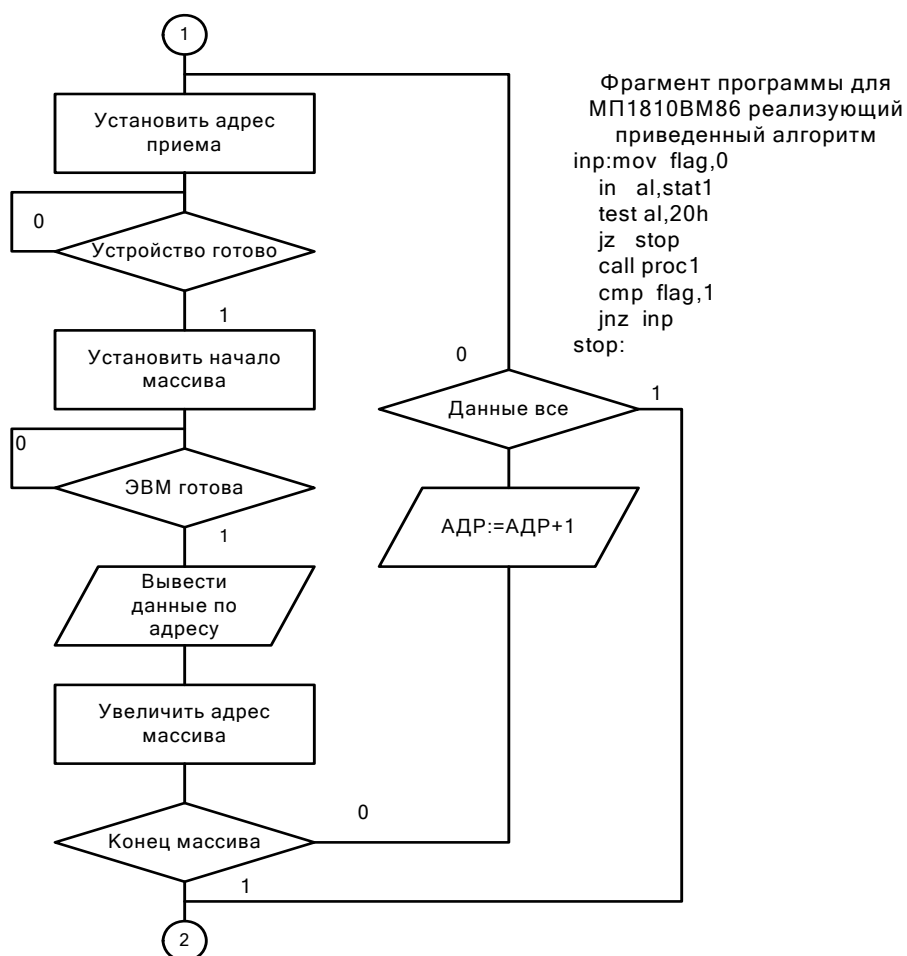 1
Установить адрес
приема
0
Устройство готово
1
Установить начало
массива
0
ЭВМ готова
1
Вывести
данные по
адресу
Увеличить адрес
массива
Конец массива
0
1
2
0
Данные все
1
АДР:=АДР+1
Фрагмент программы для
МП1810ВМ86 реализующий
приведенный алгоритм
inp:mov flag,0
in al,stat1
test al,20h
jz stop
call proc1
cmp flag,1
jnz inp
stop: